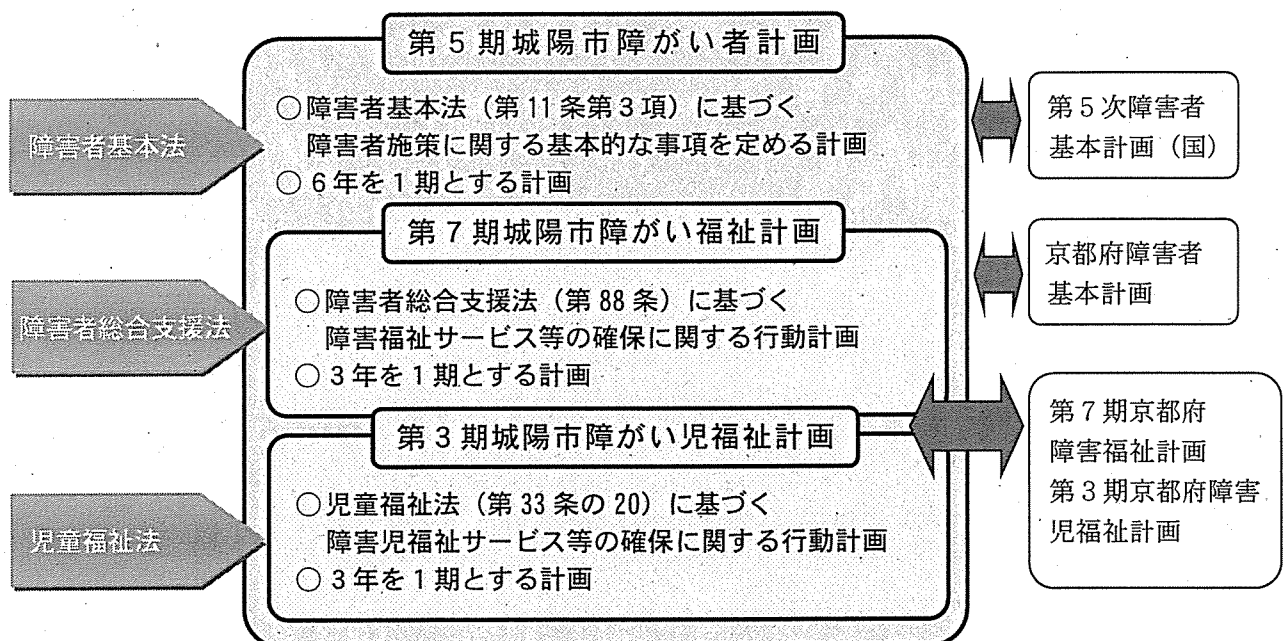 第5期城陽市障がい者計画
障害者基本法
○障害者基本法（第11条第3項）に基づく
障害者施策に関する基本的な事項を定める計画
○6年を1期とする計画
第5次障害者
基本計画（国）
第7期城陽市障がい福祉計画
障害者総合支援法
○障害者総合支援法（第88条）に基づく
障害福祉サービス等の確保に関する行動計画
○3年を1期とする計画
京都府障害者
基本計画
第3期城陽市障がい児福祉計画
児童福祉法
○児童福祉法（第33条の20）に基づく
障害児福祉サービス等の確保に関する行動計画
○3年を1期とする計画
第7期京都府
障害福祉計画
第3期京都府障害
児福祉計画